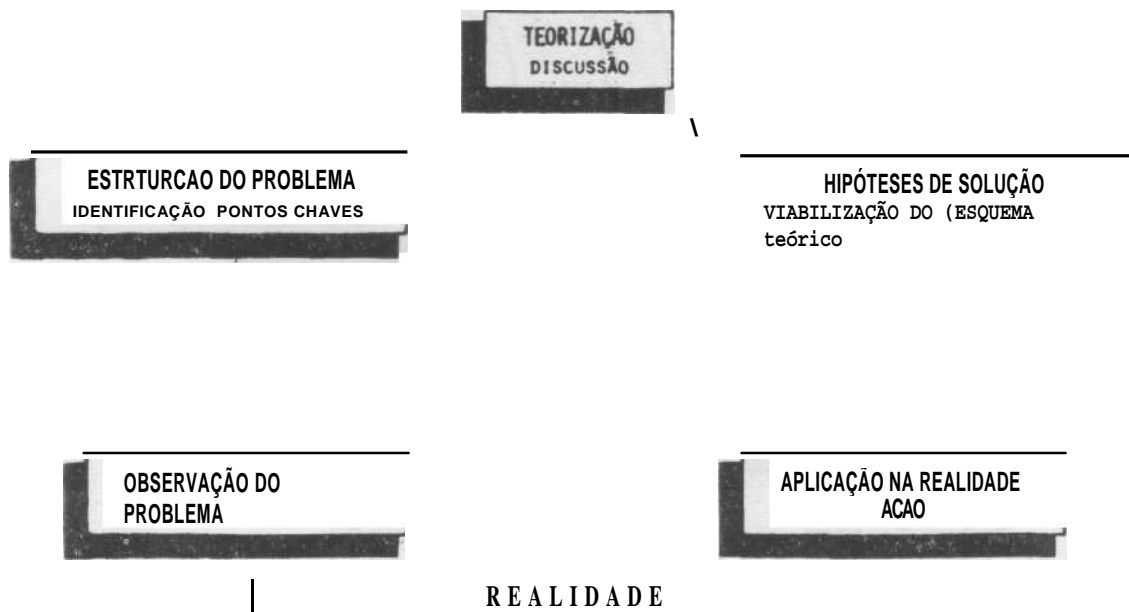 TEORIZAÇÃO
DISCUSSÃO
ESTRTURCAO DO PROBLEMA
IDENTIFICAÇÃO PONTOS CHAVES
HIPÓTESES DE SOLUÇÃO
VIABILIZAÇÃO DO (ESQUEMA
teórico
OBSERVAÇÃO DO
PROBLEMA
APLICAÇÃO NA REALIDADE
ACAO
REALIDADE